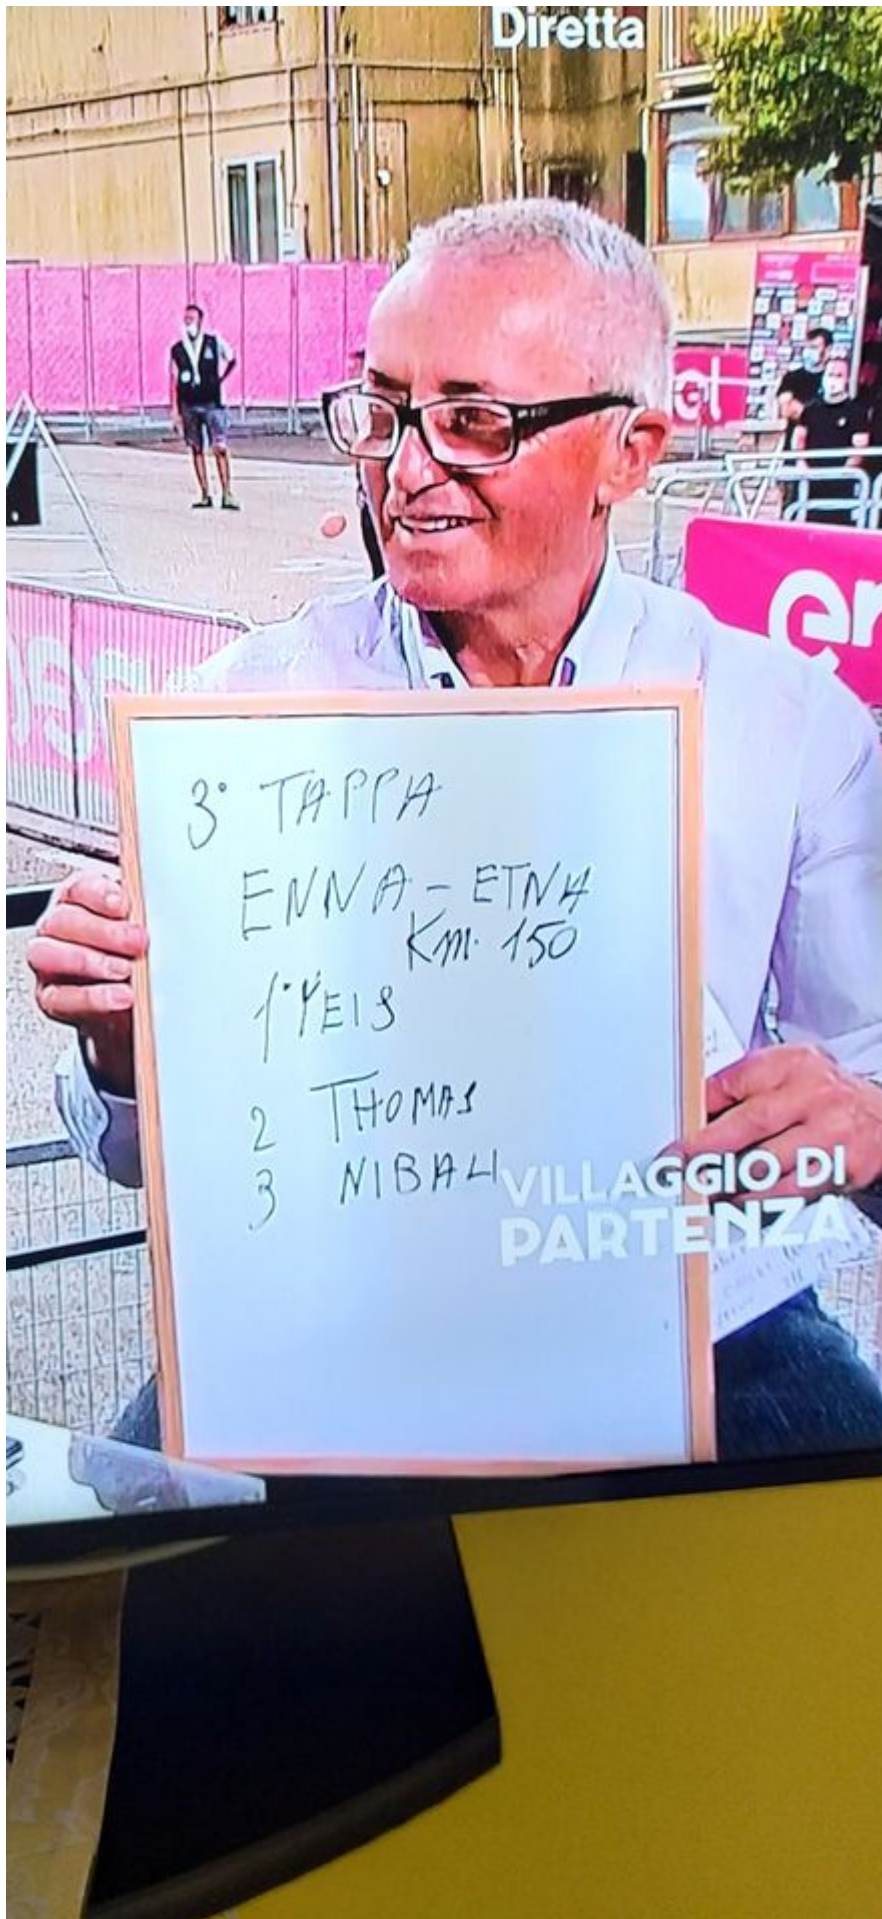 Diretta
3° TAPPA
ENNA - ETNA
Km. 150
1° YEIS
2 THOMAS
3 NIBALI
VILLAGGIO DI
PARTENZA